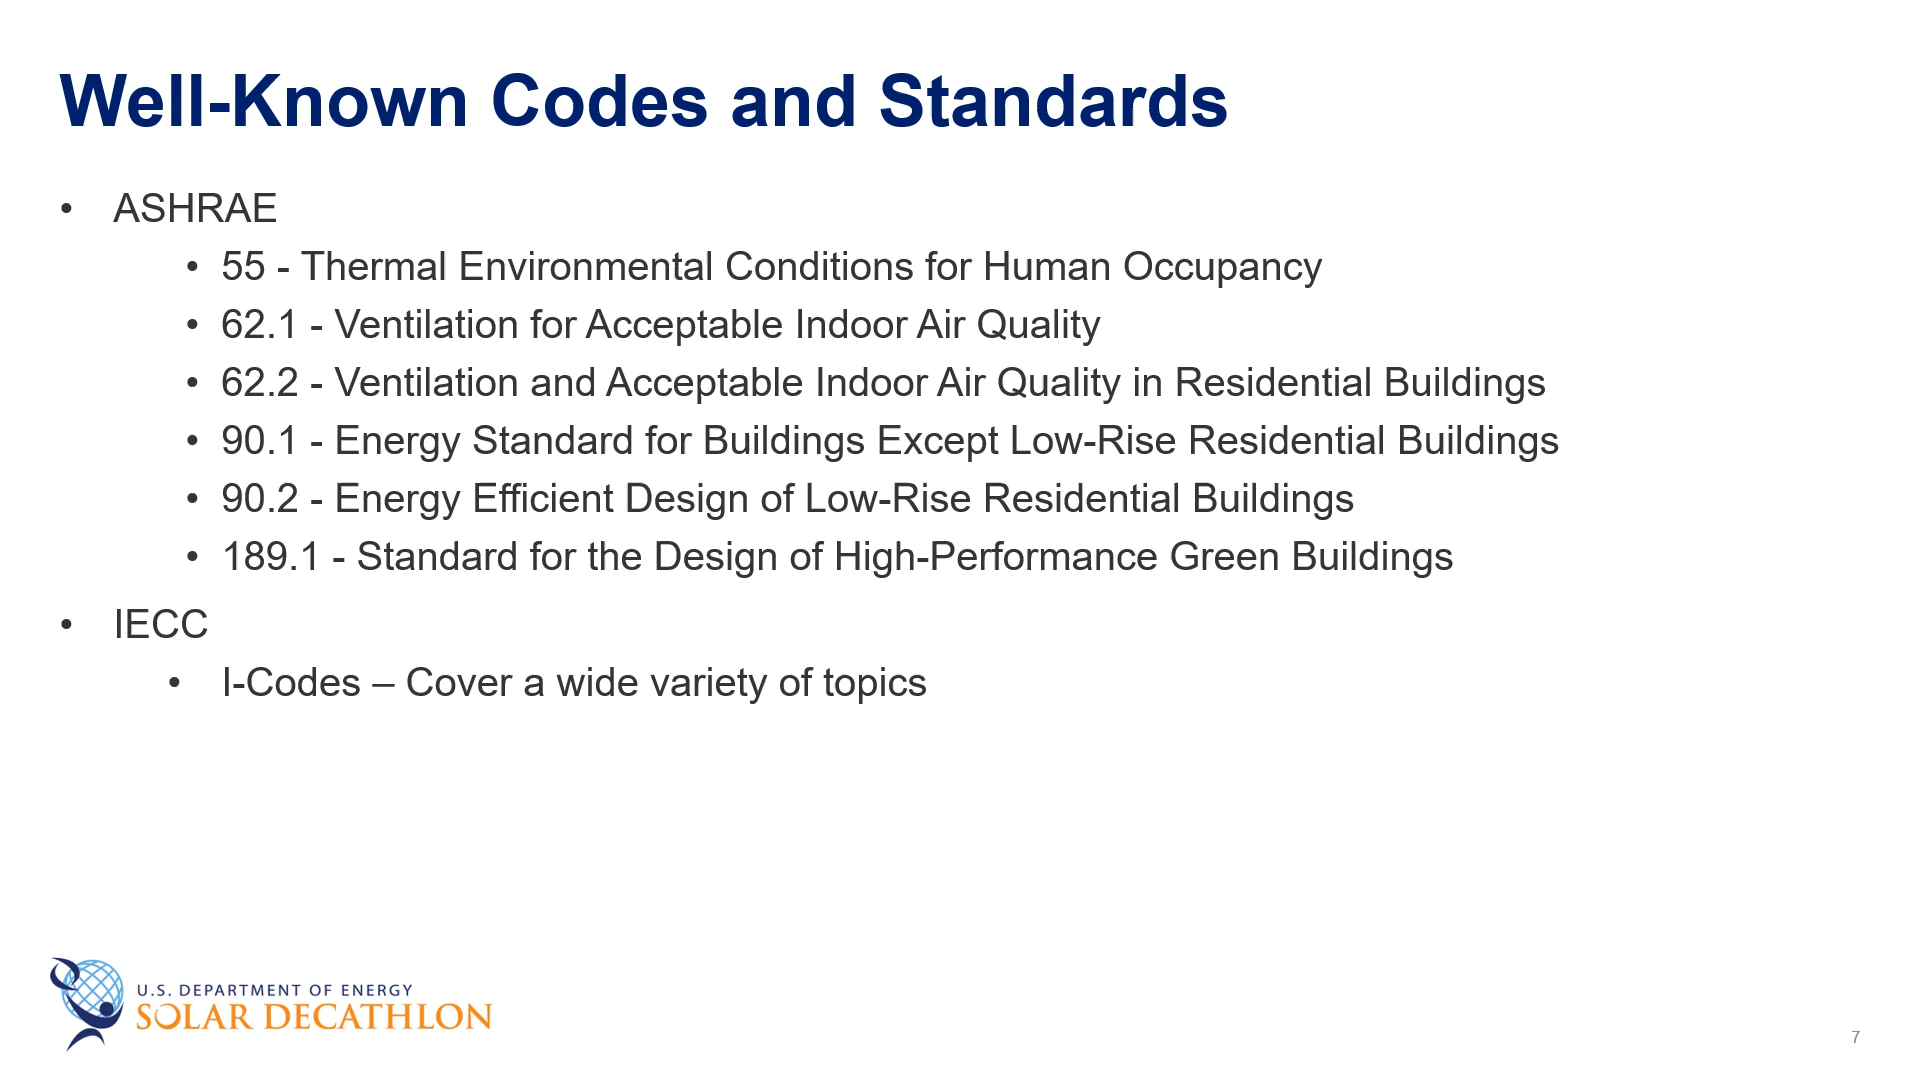 Well-Known Codes and Standards
• ASHRAE
• 55 - Thermal Environmental Conditions for Human Occupancy
• 62.1 - Ventilation for Acceptable Indoor Air Quality
• 62.2 - Ventilation and Acceptable Indoor Air Quality in Residential Buildings
• 90.1 - Energy Standard for Buildings Except Low-Rise Residential Buildings
• 90.2 - Energy Efficient Design of Low-Rise Residential Buildings
• 189.1 - Standard for the Design of High-Performance Green Buildings
• IECC
• I-Codes – Cover a wide variety of topics
U.S. DEPARTMENT OF ENERGY
SOLAR DECATHLON
7